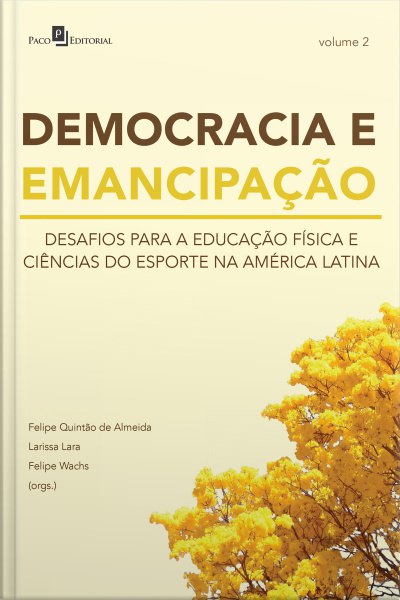 PACO EDITORIAL
volume 2
DEMOCRACIA E
EMANCIPAÇÃO
DESAFIOS PARA A EDUCAÇÃO FÍSICA E
CIÊNCIAS DO ESPORTE NA AMÉRICA LATINA
Felipe Quintão de Almeida
Larissa Lara
Felipe Wachs
(orgs.)